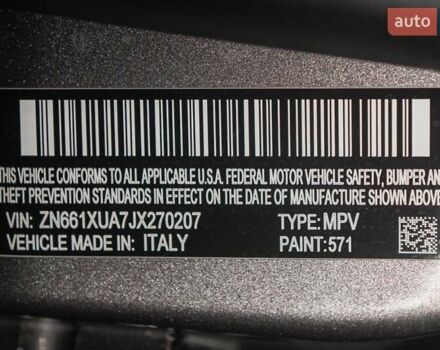 auto
THIS VEHICLE CONFORMS TO ALL APPLICABLE U.S.A. FEDERAL MOTOR VEHICLE SAFETY, BUMPER AND
THEFT PREVENTION STANDARDS IN EFFECT ON THE DATE OF MANUFACTURE SHOWN ABOVE
VIN: ZN661XUA7JX270207 TYPE: MPV
VEHICLE MADE IN: ITALY PAINT: 571